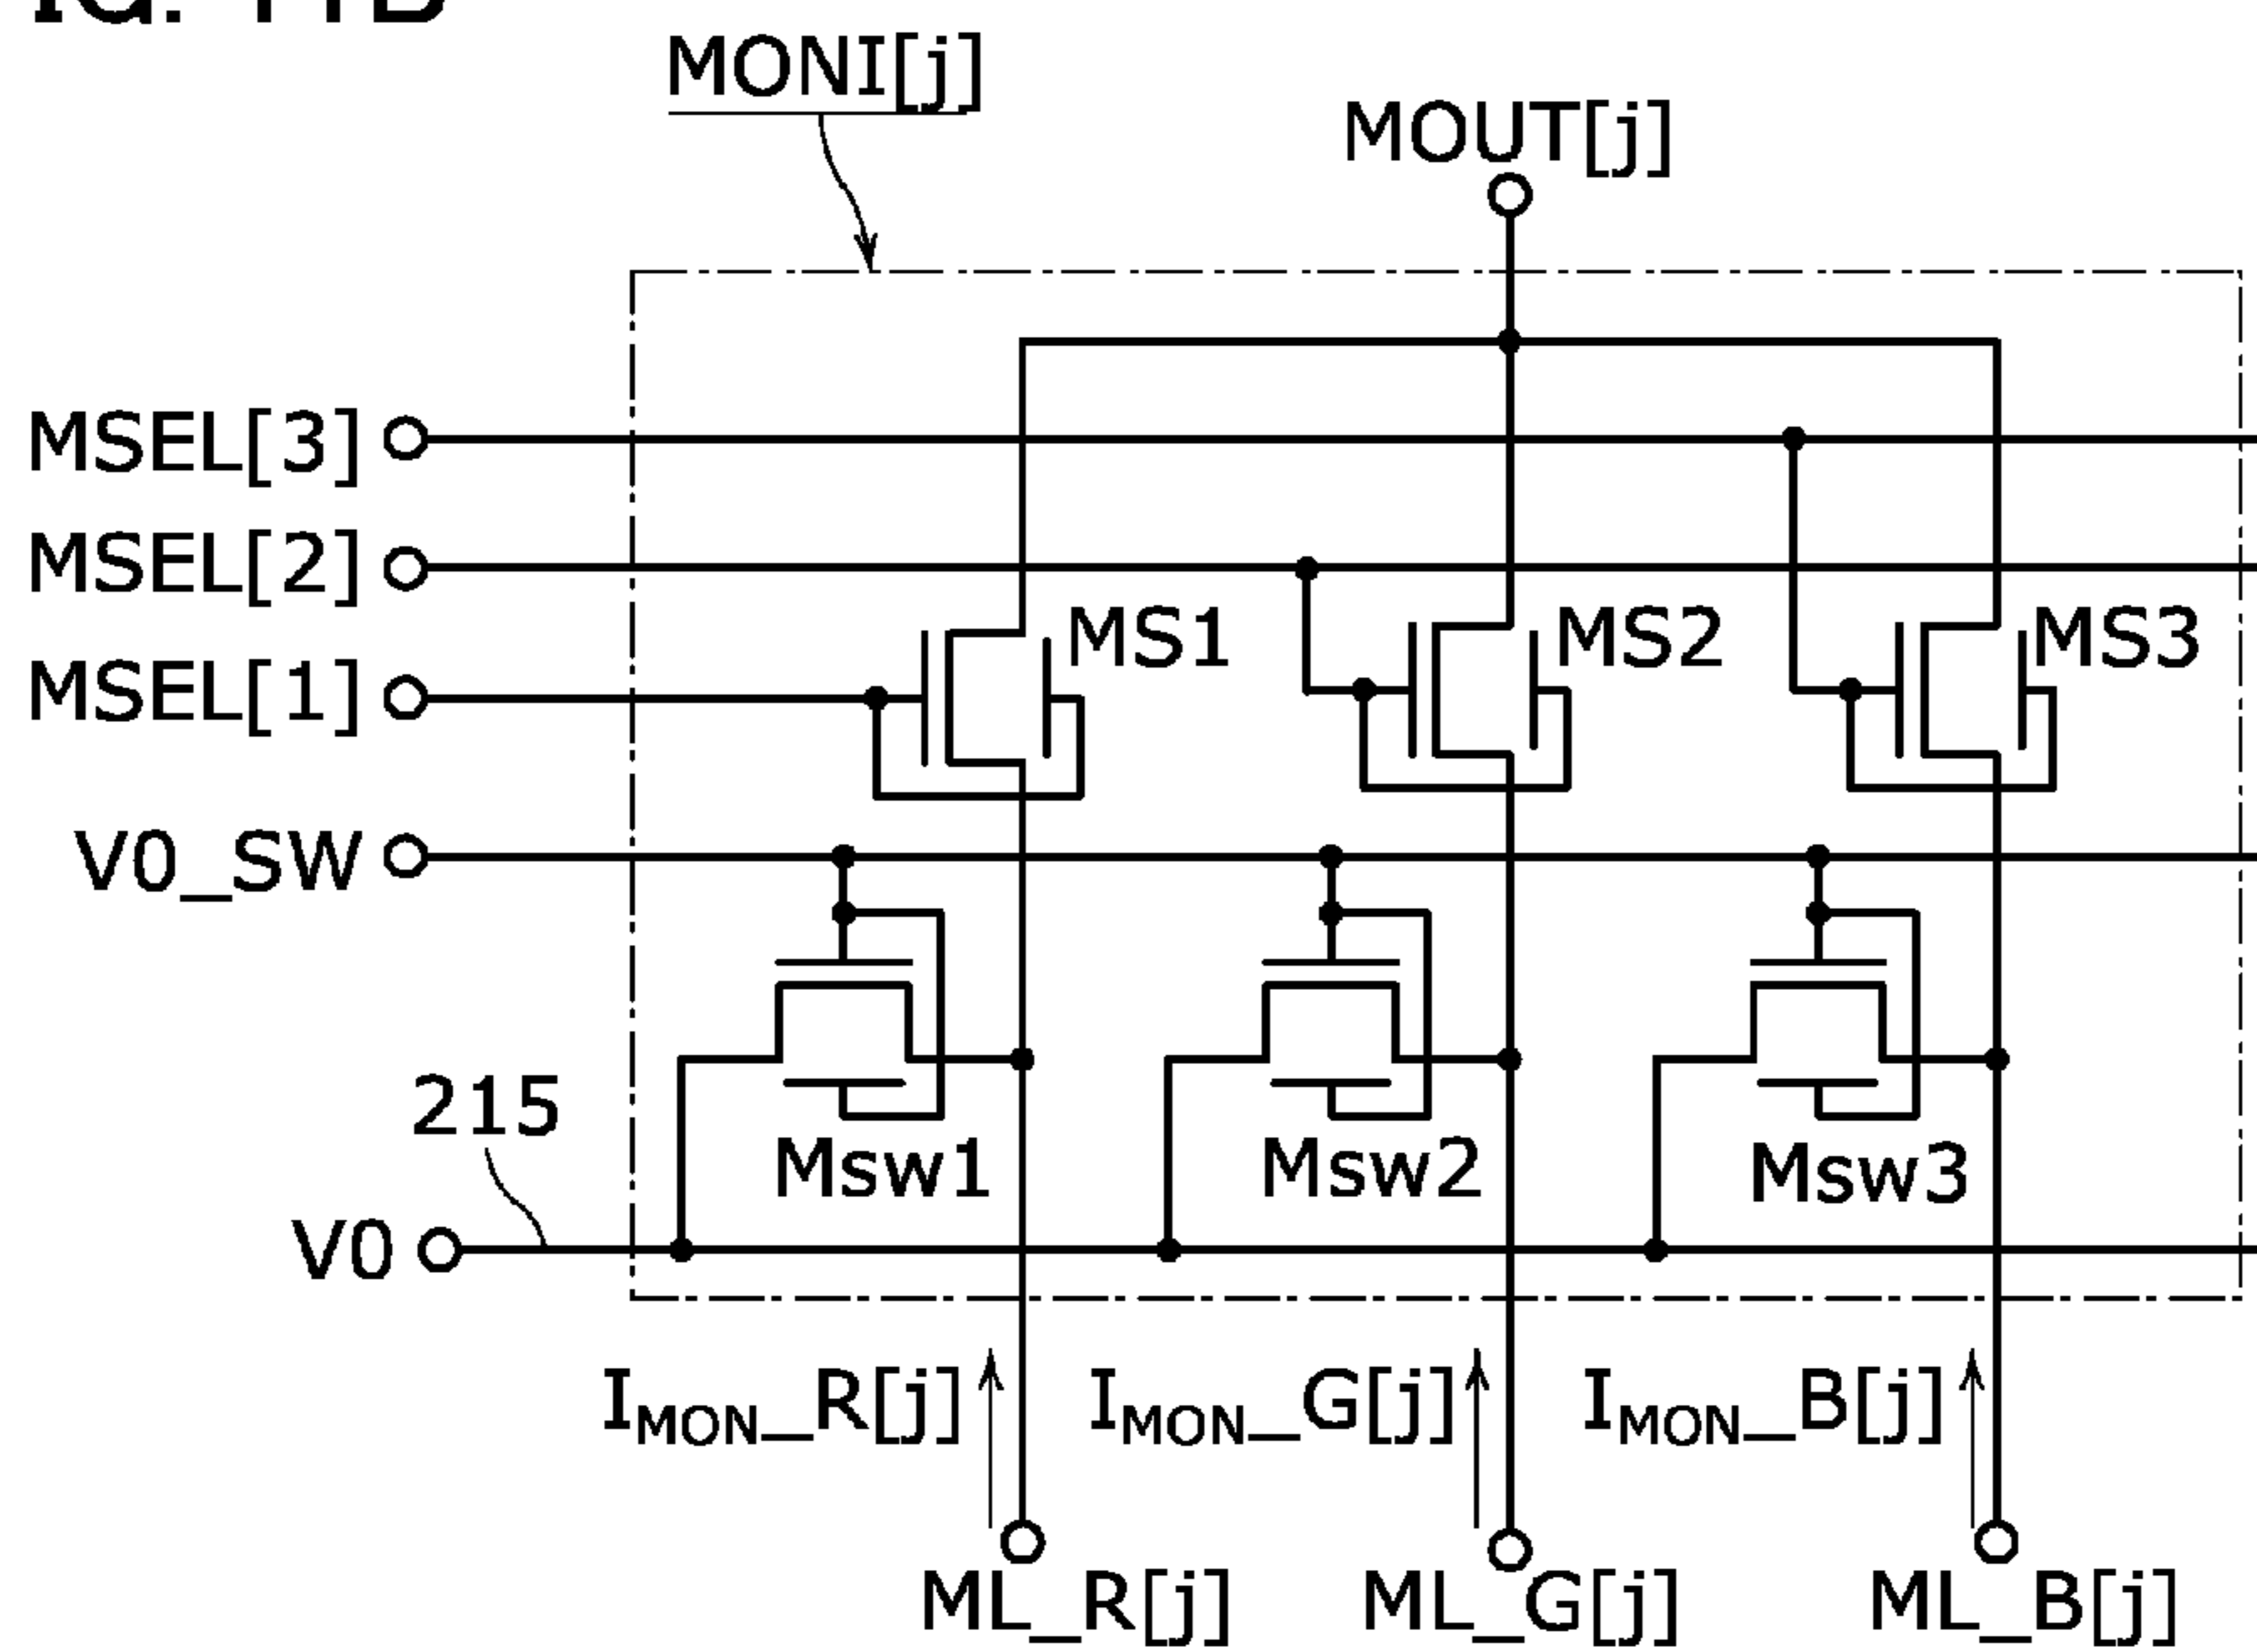 MONI[j]
MOUT[j]
MSEL[3]
MSEL[2]
MS1
MS2
MS3
MSEL[1]
V0_SW
215
Msw1
Msw2
Msw3
V0
IMON_R[j]
IMON_G[j]
IMON_B[j]
ML_R[j]
ML_G[j]
ML_B[j]